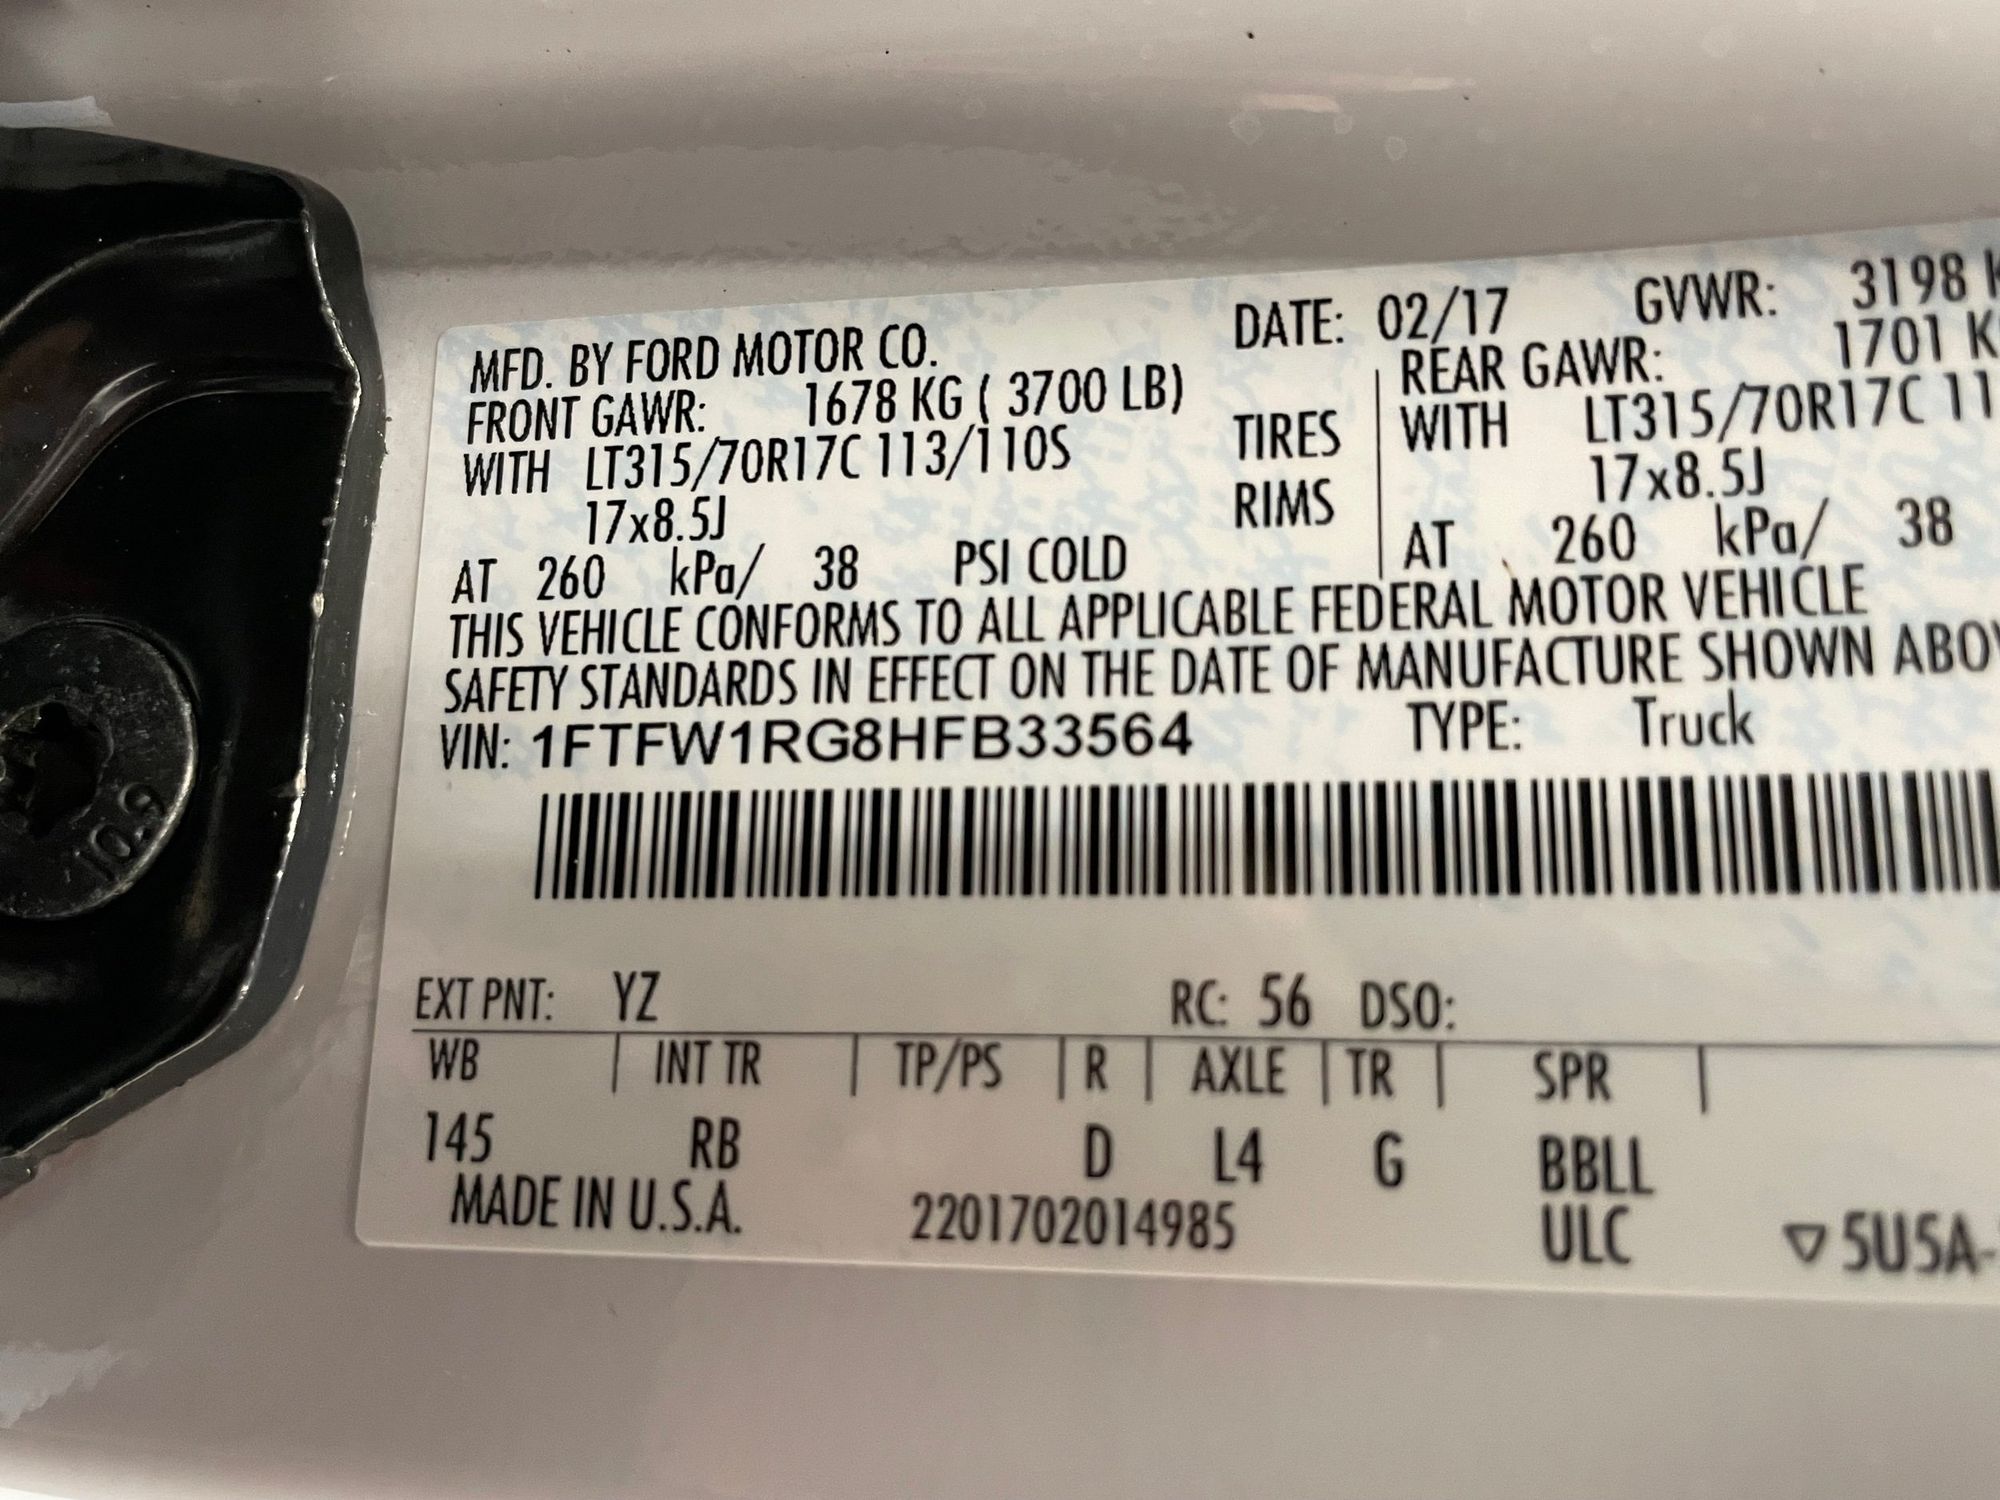 MFD. BY FORD MOTOR CO. DATE: 02/17 GVWR: 3198 K
FRONT GAWR: 1678 KG ( 3700 LB) REAR GAWR: 1701 K
WITH LT315/70R17C 113/110S TIRES WITH LT315/70R17C 11
17x8.5J RIMS 17x8.5J
AT 260 kPa/ 38 PSI COLD AT 260 kPa/ 38
THIS VEHICLE CONFORMS TO ALL APPLICABLE FEDERAL MOTOR VEHICLE
SAFETY STANDARDS IN EFFECT ON THE DATE OF MANUFACTURE SHOWN ABO
VIN: 1FTFW1RG8HFB33564 TYPE: Truck
EXT PNT: YZ RC: 56 DSO:
WB | INT TR | TP/PS | R | AXLE | TR | SPR |
145 RB D L4 G BBLL
MADE IN U.S.A. 2201702014985 ULC ▽5U5A-
10.9